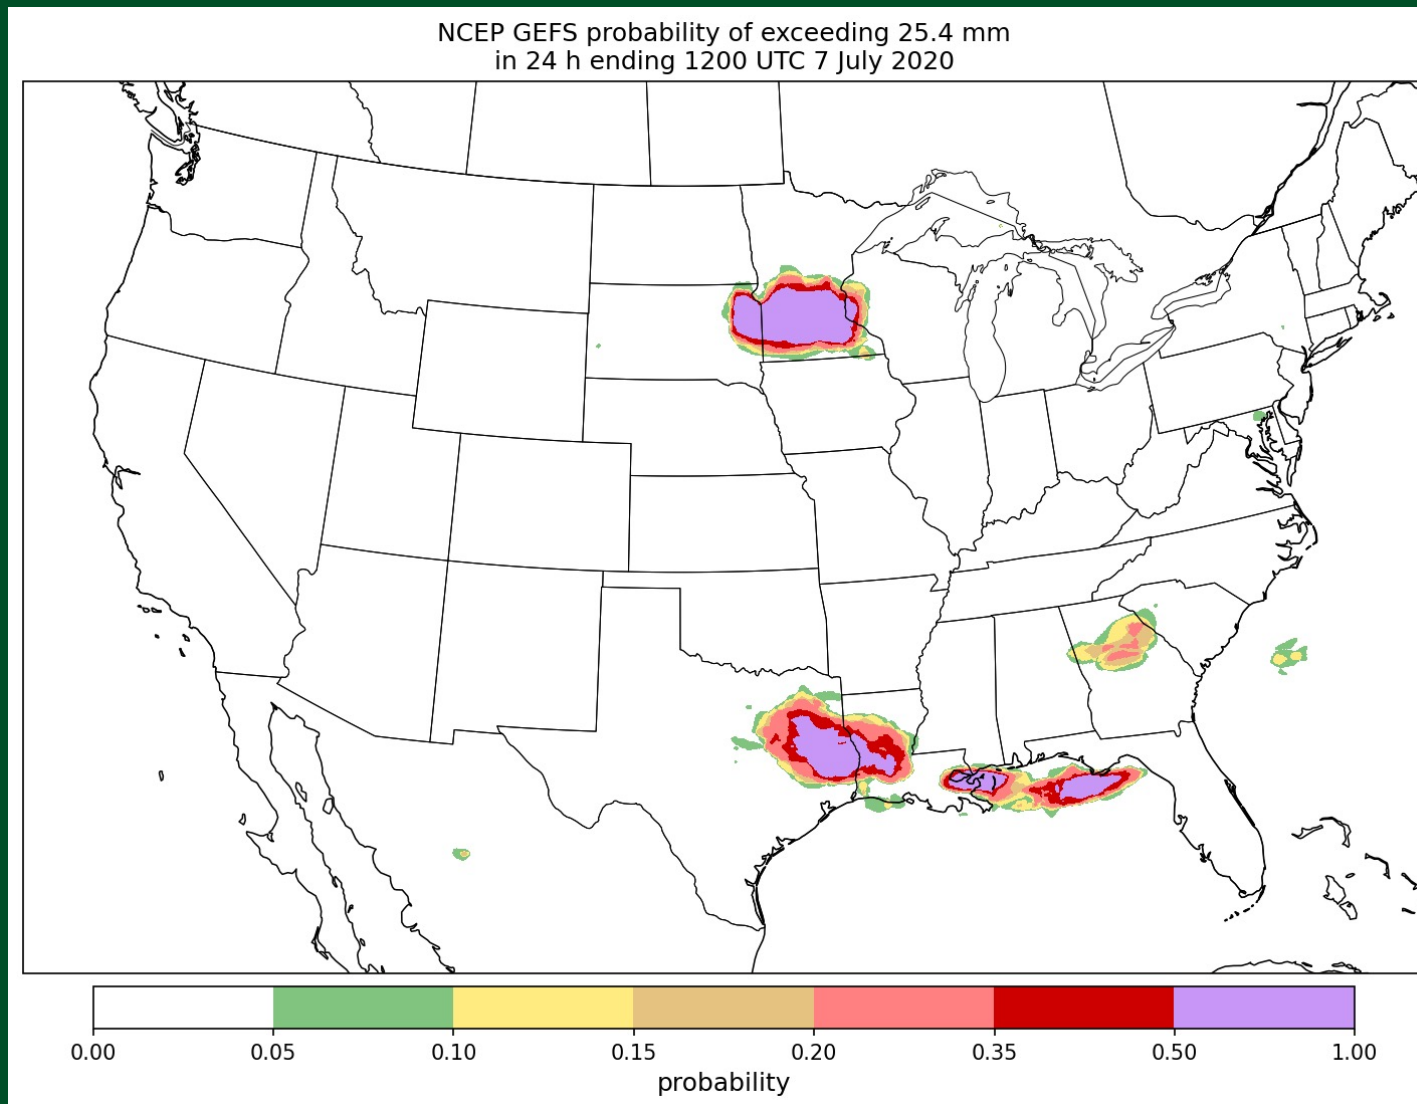 NCEP GEFS probability of exceeding 25.4 mm
in 24 h ending 1200 UTC 7 July 2020
0.00 0.05 0.10 0.15 0.20 0.35 0.50 1.00
probability